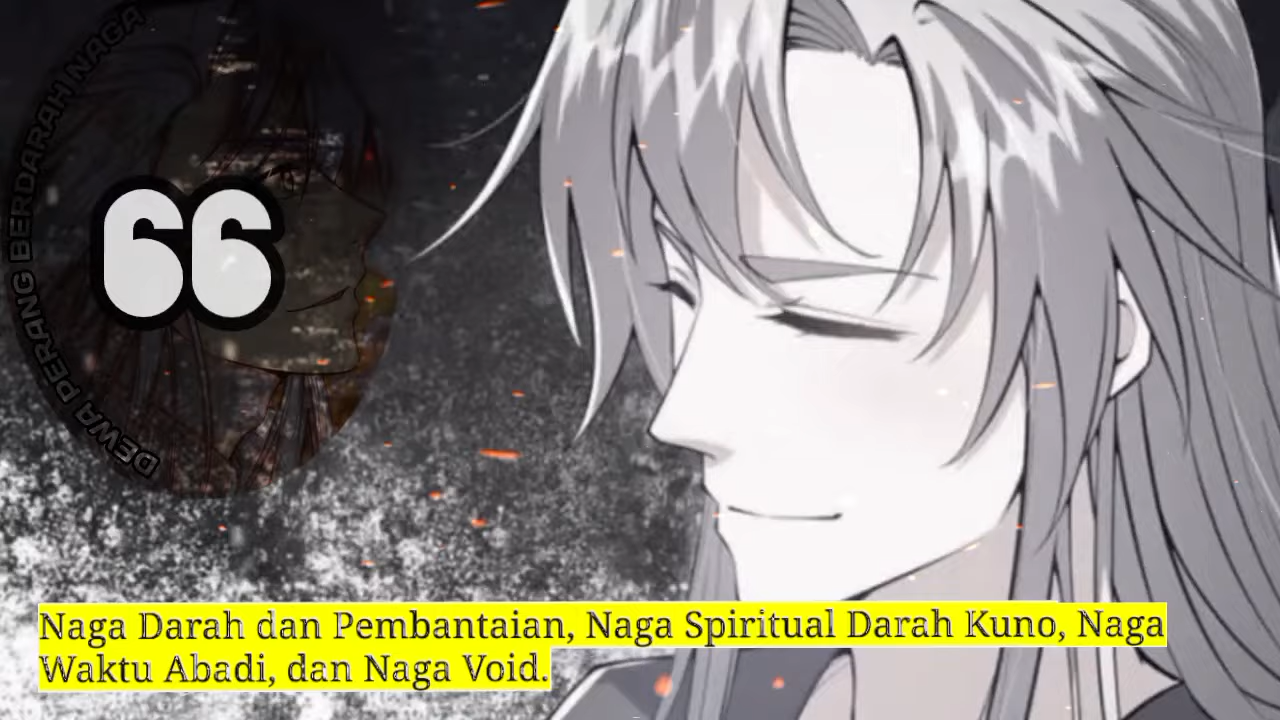 DEWA PERANG BERDARAH NAGA
66
Naga Darah dan Pembantaian, Naga Spiritual Darah Kuno, Naga
Waktu Abadi, dan Naga Void.